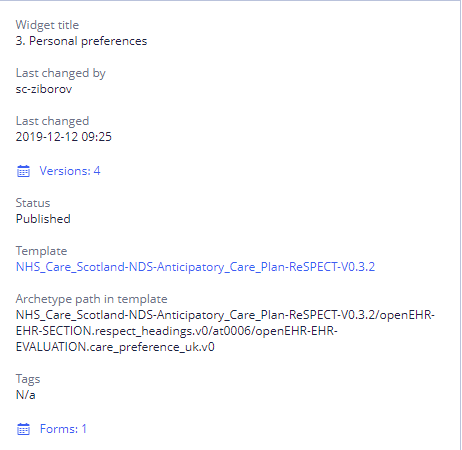 Widget title
3. Personal preferences
Last changed by
sc-ziborov
Last changed
2019-12-12 09:25
Versions: 4
Status
Published
Template
NHS_Care_Scotland-NDS-Anticipatory_Care_Plan-ReSPECT-V0.3.2
Archetype path in template
NHS_Care_Scotland-NDS-Anticipatory_Care_Plan-ReSPECT-V0.3.2/openEHR-
EHR-SECTION.respect_headings.v0/at0006/openEHR-EHR-
EVALUATION.care_preference_uk.v0
Tags
N/a
Forms: 1